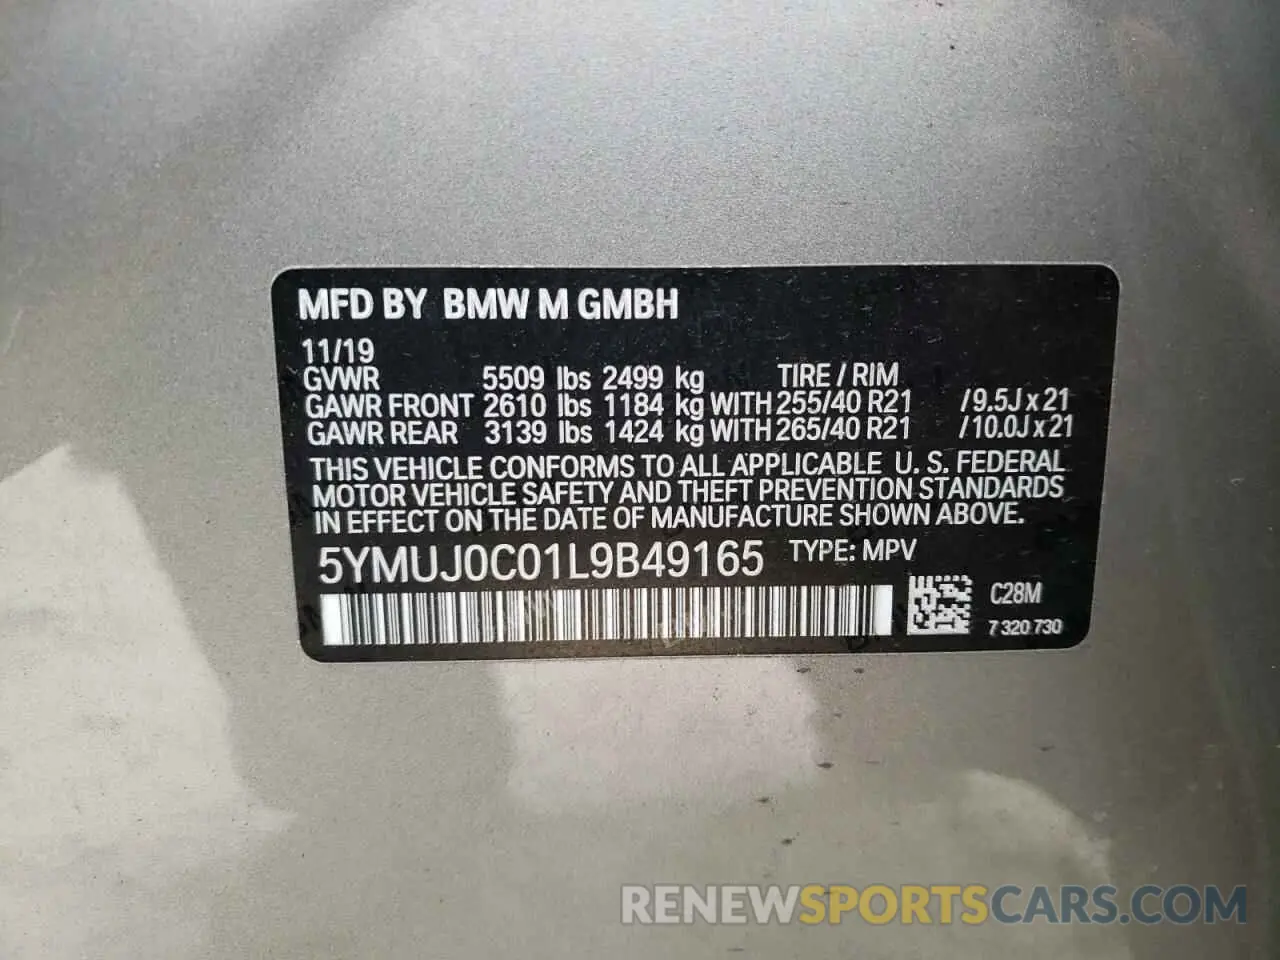 MFD BY BMW M GMBH
11/19
GVWR 5509 lbs 2499 kg TIRE / RIM
GAWR FRONT 2610 lbs 1184 kg WITH 255/40 R21 /9.5J x 21
GAWR REAR 3139 lbs 1424 kg WITH 265/40 R21 /10.0J x 21
THIS VEHICLE CONFORMS TO ALL APPLICABLE U. S. FEDERAL
MOTOR VEHICLE SAFETY AND THEFT PREVENTION STANDARDS
IN EFFECT ON THE DATE OF MANUFACTURE SHOWN ABOVE.
5YMUJ0C01L9B49165 TYPE: MPV
C28M
7 320 730
RENEWSPORTSCARS.COM